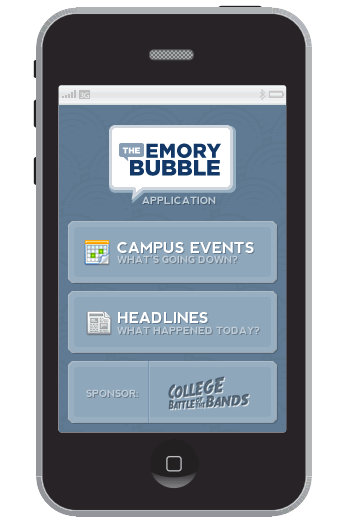 3G
THE EMORY
BUBBLE
APPLICATION
CAMPUS EVENTS
WHAT'S GOING DOWN?
HEADLINES
WHAT HAPPENED TODAY?
SPONSOR:
COLLEGE
BATTLE OF THE BANDS